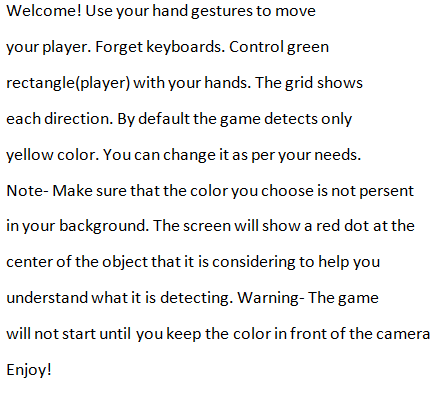 Welcome! Use your hand gestures to move
your player. Forget keyboards. Control green
rectangle(player) with your hands. The grid shows
each direction. By default the game detects only
yellow color. You can change it as per your needs.
Note- Make sure that the color you choose is not persent
in your background. The screen will show a red dot at the
center of the object that it is considering to help you
understand what it is detecting. Warning- The game
will not start until you keep the color in front of the camera
Enjoy!